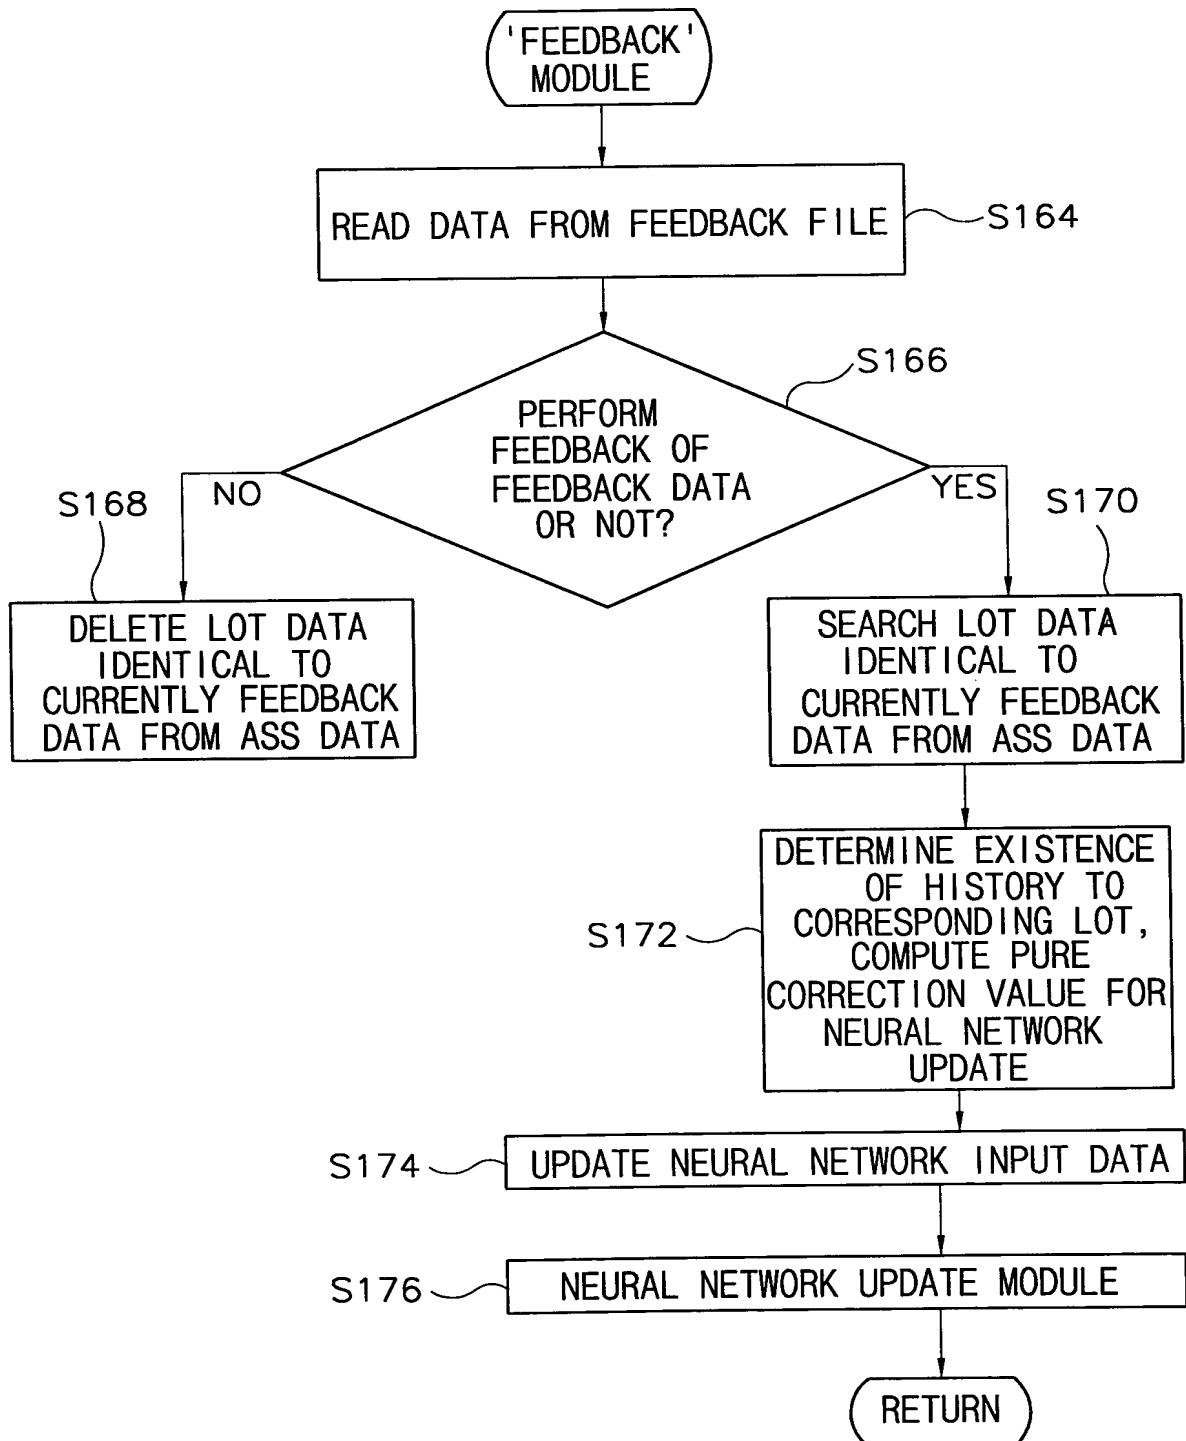 'FEEDBACK'
MODULE
READ DATA FROM FEEDBACK FILE
S164
S166
PERFORM
FEEDBACK OF
FEEDBACK DATA
OR NOT?
NO
YES
S168
DELETE LOT DATA
IDENTICAL TO
CURRENTLY FEEDBACK
DATA FROM ASS DATA
S170
SEARCH LOT DATA
IDENTICAL TO
CURRENTLY FEEDBACK
DATA FROM ASS DATA
S172
DETERMINE EXISTENCE
OF HISTORY TO
CORRESPONDING LOT,
COMPUTE PURE
CORRECTION VALUE FOR
NEURAL NETWORK
UPDATE
S174
UPDATE NEURAL NETWORK INPUT DATA
S176
NEURAL NETWORK UPDATE MODULE
RETURN